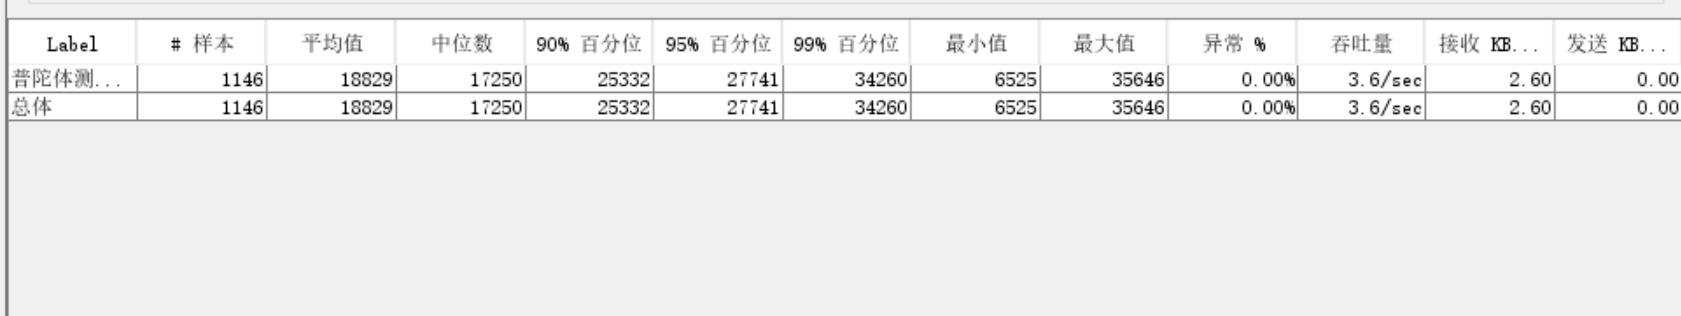 Label # 样本 平均值 中位数 90% 百分位 95% 百分位 99% 百分位 最小值 最大值 异常 % 吞吐量 接收 KB... 发送 KB...
普陀体测... 1146 18829 17250 25332 27741 34260 6525 35646 0.00% 3.6/sec 2.60 0.00
总体 1146 18829 17250 25332 27741 34260 6525 35646 0.00% 3.6/sec 2.60 0.00